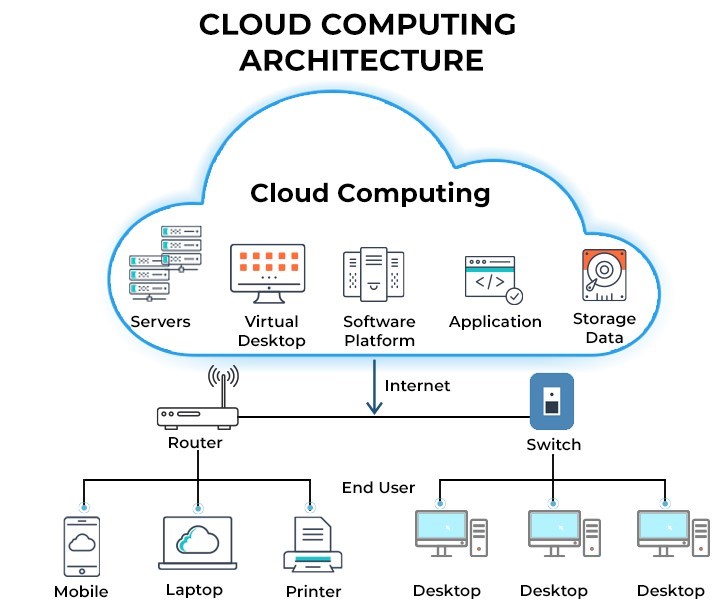 CLOUD COMPUTING
ARCHITECTURE
Cloud Computing
Servers
Virtual
Desktop
Software
Platform
Application
Storage
Data
Internet
Router
Switch
End User
Mobile
Laptop
Printer
Desktop
Desktop
Desktop